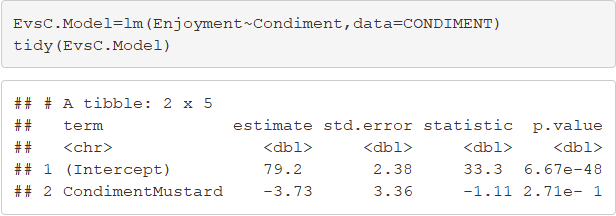 EvsC.Model=lm(Enjoyment~Condiment,data=CONDIMENT)
tidy(EvsC.Model)
## # A tibble: 2 x 5
##   term             estimate std.error statistic  p.value
##   <chr>               <dbl>     <dbl>     <dbl>    <dbl>
## 1 (Intercept)         79.2       2.38      33.3  6.67e-48
## 2 CondimentMustard    -3.73      3.36     -1.11 2.71e- 1